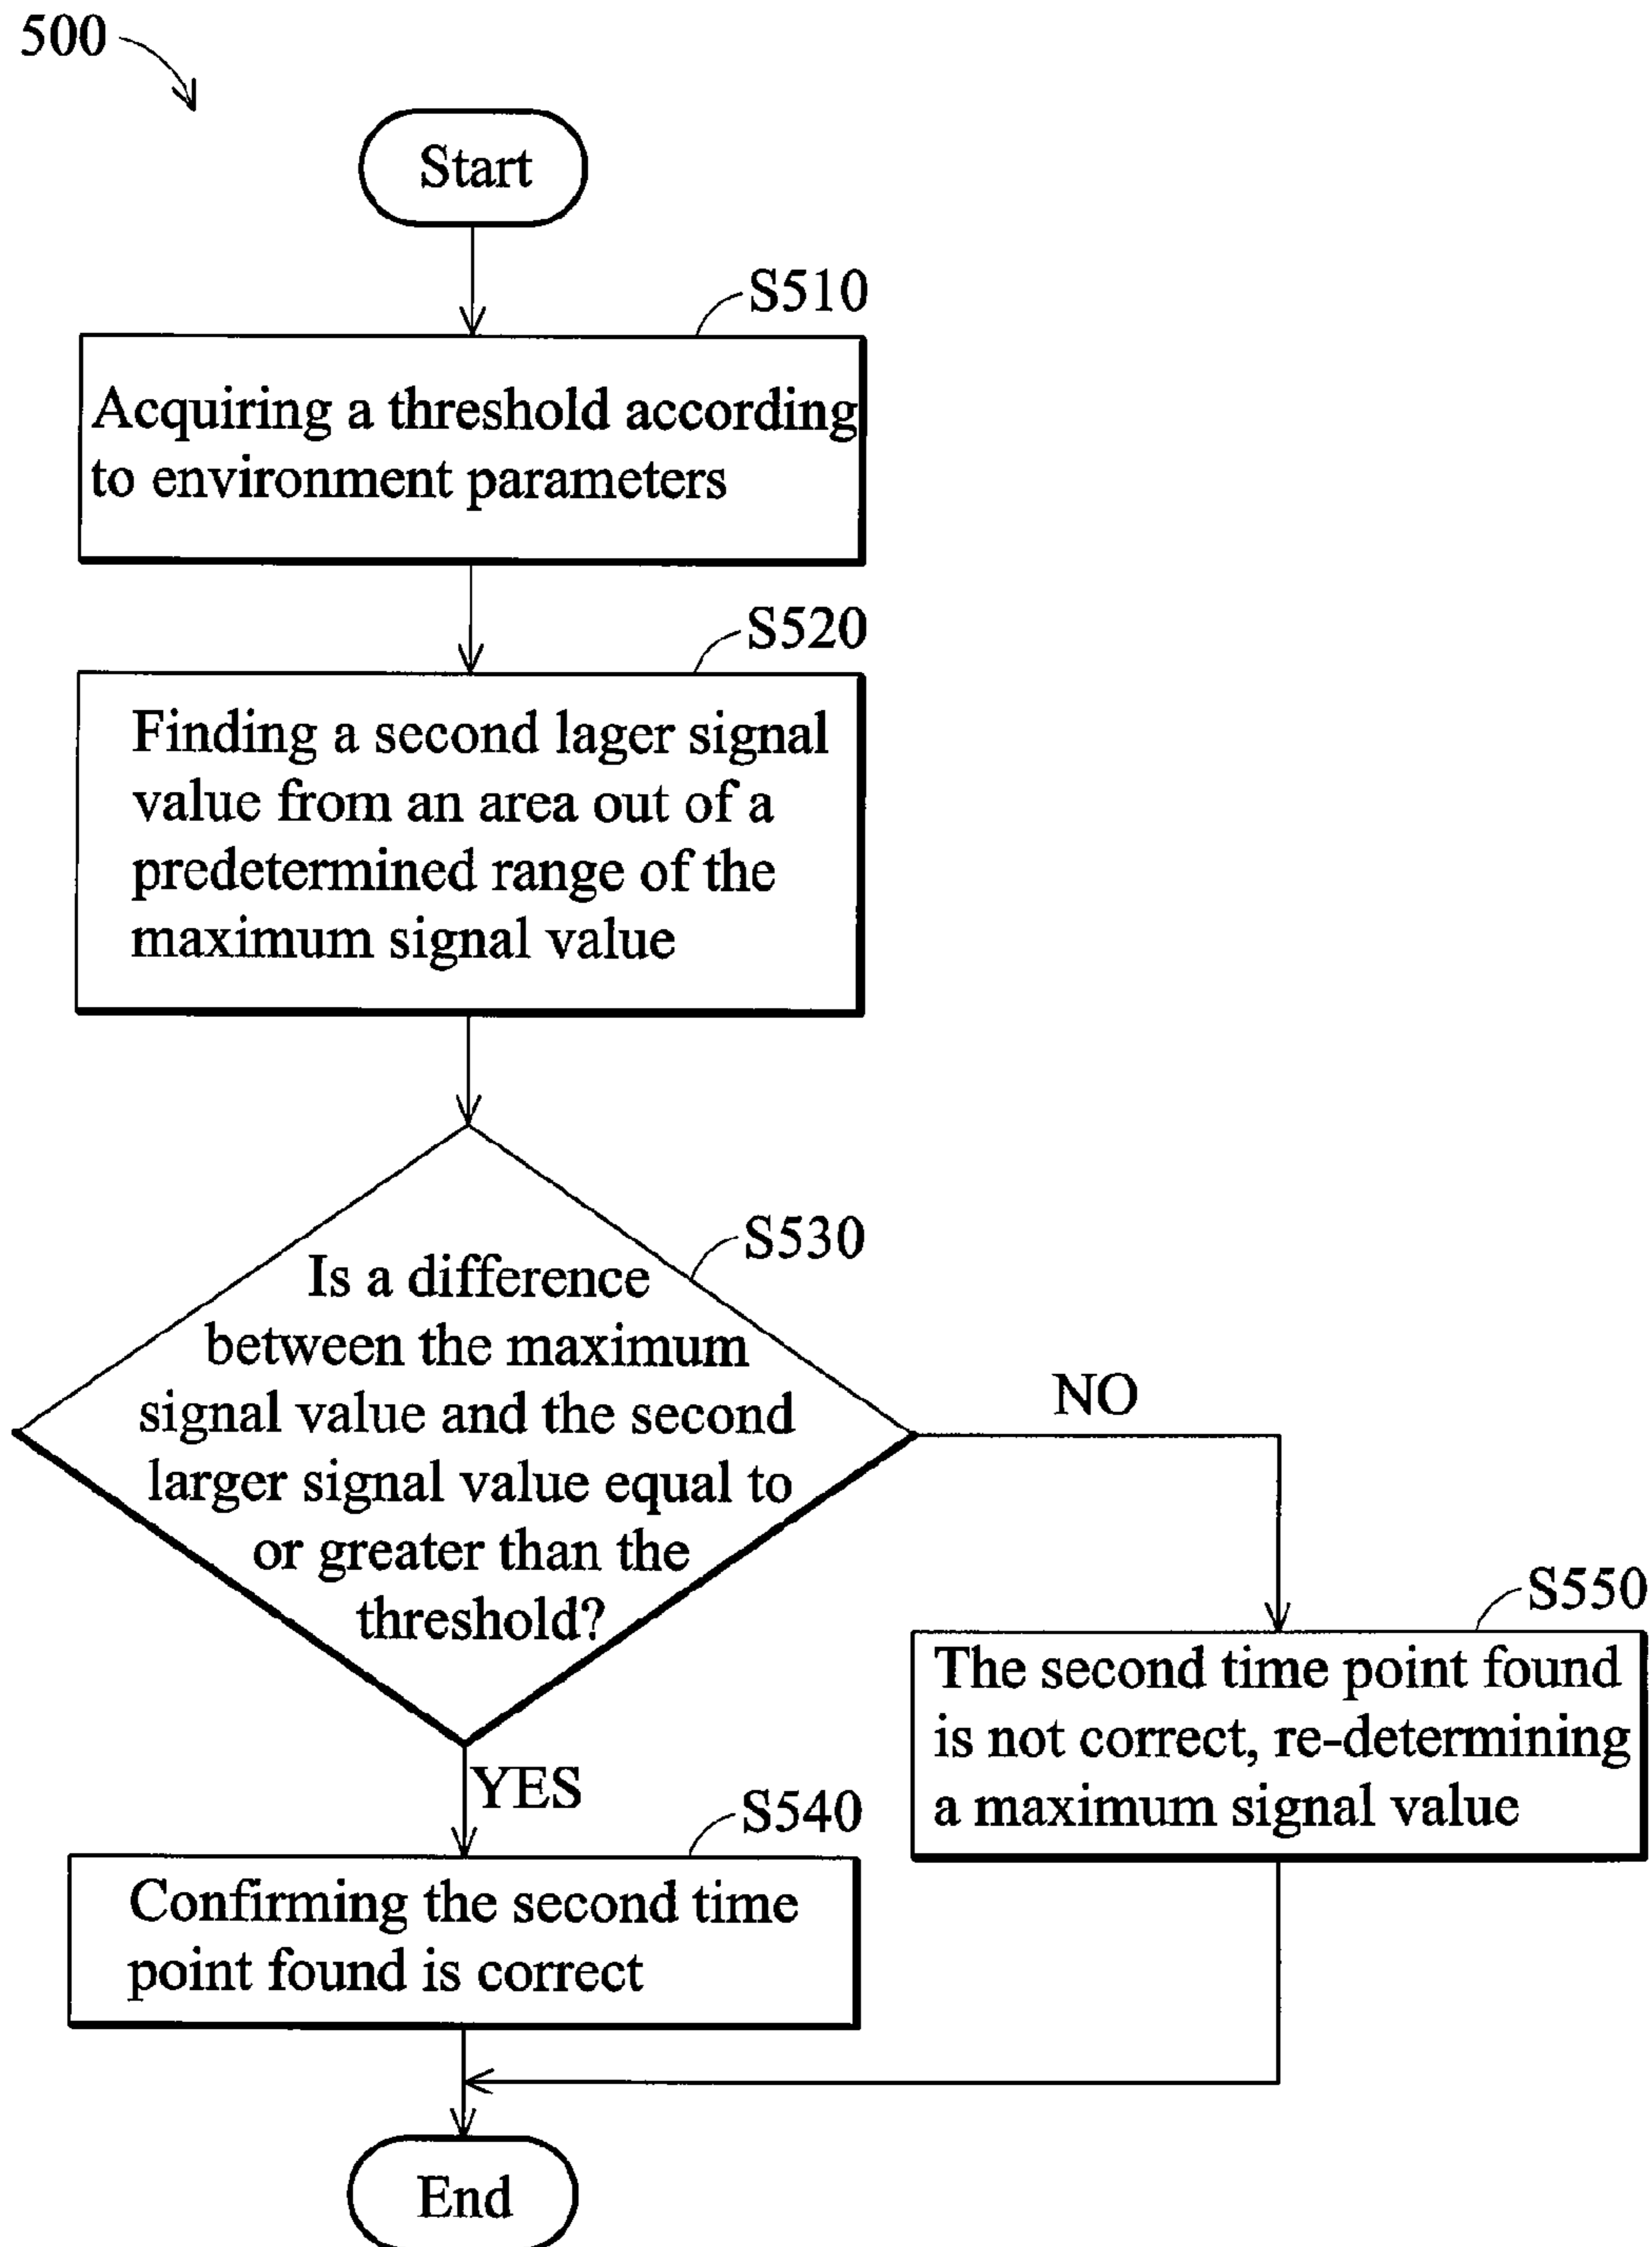 500
Start
S510
Acquiring a threshold according
to environment parameters
S520
Finding a second lager signal
value from an area out of a
predetermined range of the
maximum signal value
S530
Is a difference
between the maximum
signal value and the second
larger signal value equal to
or greater than the
threshold?
NO
S550
The second time point found
is not correct, re-determining
a maximum signal value
YES
S540
Confirming the second time
point found is correct
End